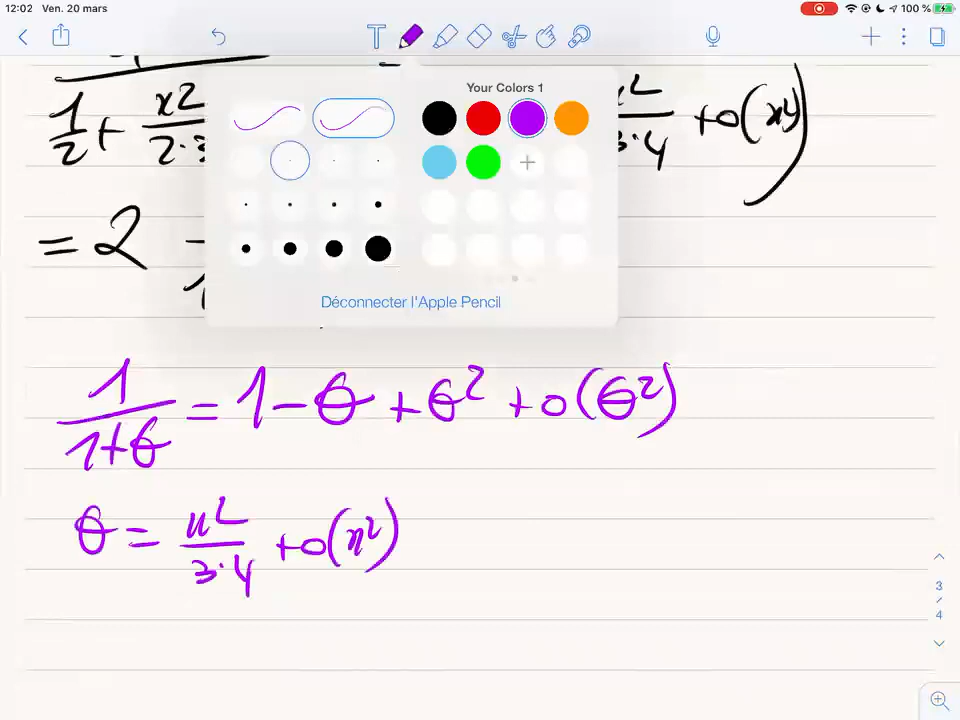 12:02 Ven. 20 mars
100 %
Your Colors 1
1/2 + x2/2·3
x2/3·4 + o(x4))
= 2
Déconnecter l'Apple Pencil
1/(1+θ) = 1 - θ + θ² + o(θ²)
θ = x²/3·4 + o(x²)
3
4